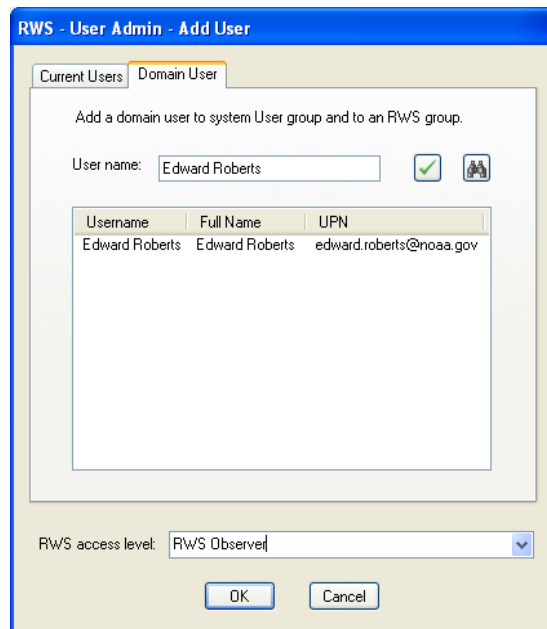 RWS - User Admin - Add User
Current Users Domain User
Add a domain user to system User group and to an RWS group.
User name: Edward Roberts
Username Full Name UPN
Edward Roberts Edward Roberts edward.roberts@noaa.gov
RWS access level: RWS Observer
OK Cancel